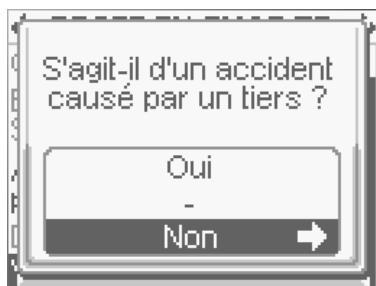 S'agit-il d'un accident
causé par un tiers ?
Oui
-
Non